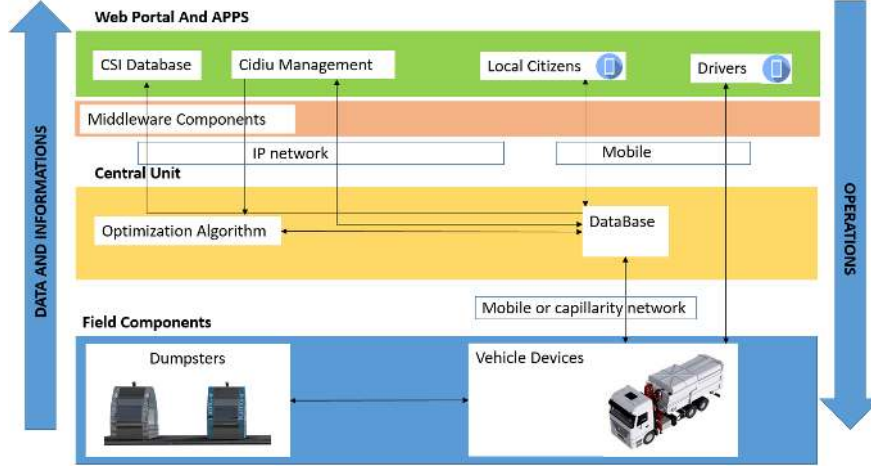 Web Portal And APPS
CSI Database
Cidiu Management
Local Citizens
Drivers
Middleware Components
IP network
Mobile
Central Unit
Optimization Algorithm
DataBase
Mobile or capillarity network
Field Components
Dumpsters
Vehicle Devices
DATA AND INFORMATIONS
OPERATIONS